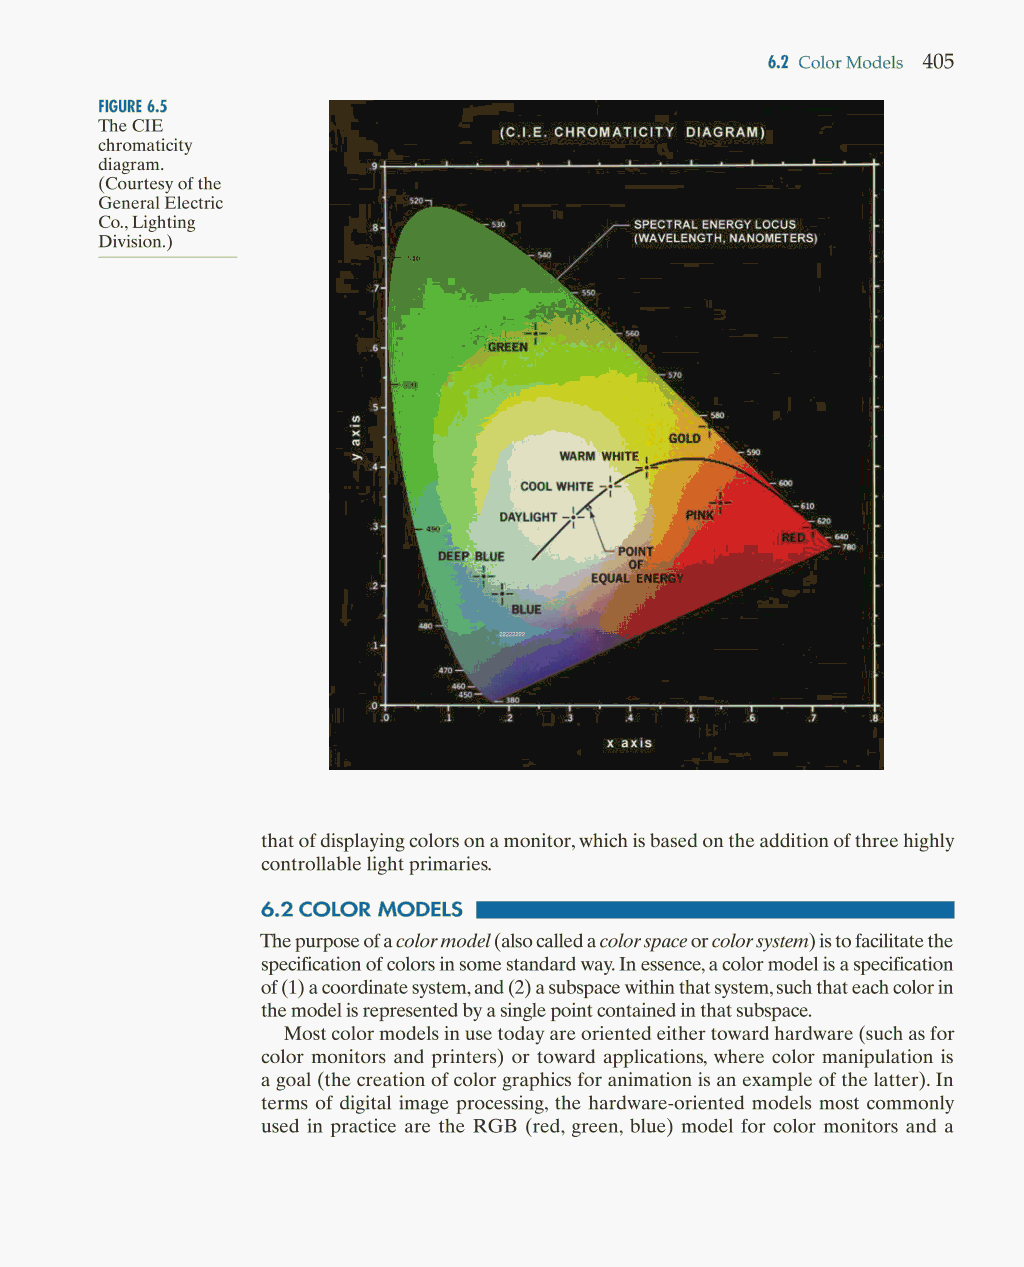 6.2 Color Models 405
FIGURE 6.5
The CIE
chromaticity
diagram.
(Courtesy of the
General Electric
Co., Lighting
Division.)
(C.I.E. CHROMATICITY DIAGRAM)
.9
520
530
SPECTRAL ENERGY LOCUS
(WAVELENGTH, NANOMETERS)
.8
540
.7
550
560
GREEN
.6
570
.5
580
GOLD
y axis
WARM WHITE
590
.4
COOL WHITE
600
DAYLIGHT
PINK
610
620
.3
490
RED
640
780
DEEP BLUE
POINT
OF
EQUAL ENERGY
.2
BLUE
480
.1
470
460
450
380
.0
.0 .1 .2 .3 .4 .5 .6 .7 .8
x axis
that of displaying colors on a monitor, which is based on the addition of three highly
controllable light primaries.
6.2 COLOR MODELS
The purpose of a color model (also called a color space or color system) is to facilitate the
specification of colors in some standard way. In essence, a color model is a specification
of (1) a coordinate system, and (2) a subspace within that system, such that each color in
the model is represented by a single point contained in that subspace.
Most color models in use today are oriented either toward hardware (such as for
color monitors and printers) or toward applications, where color manipulation is
a goal (the creation of color graphics for animation is an example of the latter). In
terms of digital image processing, the hardware-oriented models most commonly
used in practice are the RGB (red, green, blue) model for color monitors and a